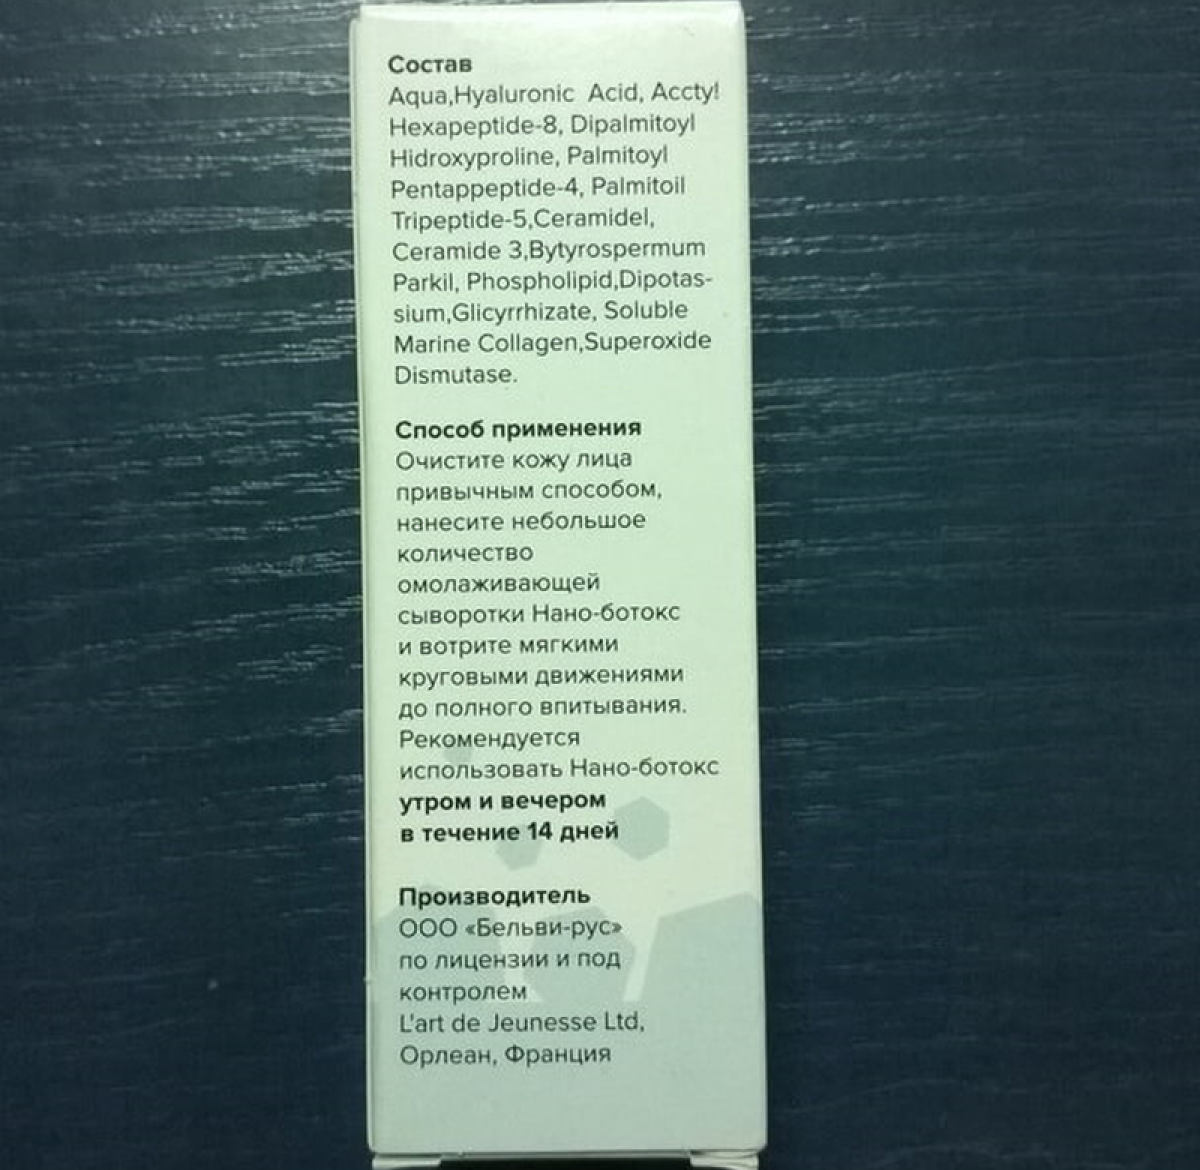 Состав
Aqua,Hyaluronic Acid, Acctyl
Hexapeptide-8, Dipalmitoyl
Hidroxyproline, Palmitoyl
Pentappeptide-4, Palmitoil
Tripeptide-5,Ceramidel,
Ceramide 3,Bytyrospermum
Parkil, Phospholipid,Dipotas-
sium,Glicyrrhizate, Soluble
Marine Collagen,Superoxide
Dismutase.
Способ применения
Очистите кожу лица
привычным способом,
нанесите небольшое
количество
омолаживающей
сыворотки Нано-ботокс
и вотрите мягкими
круговыми движениями
до полного впитывания.
Рекомендуется
использовать Нано-ботокс
утром и вечером
в течение 14 дней
Производитель
ООО «Бельви-рус»
по лицензии и под
контролем
L'art de Jeunesse Ltd,
Орлеан, Франция